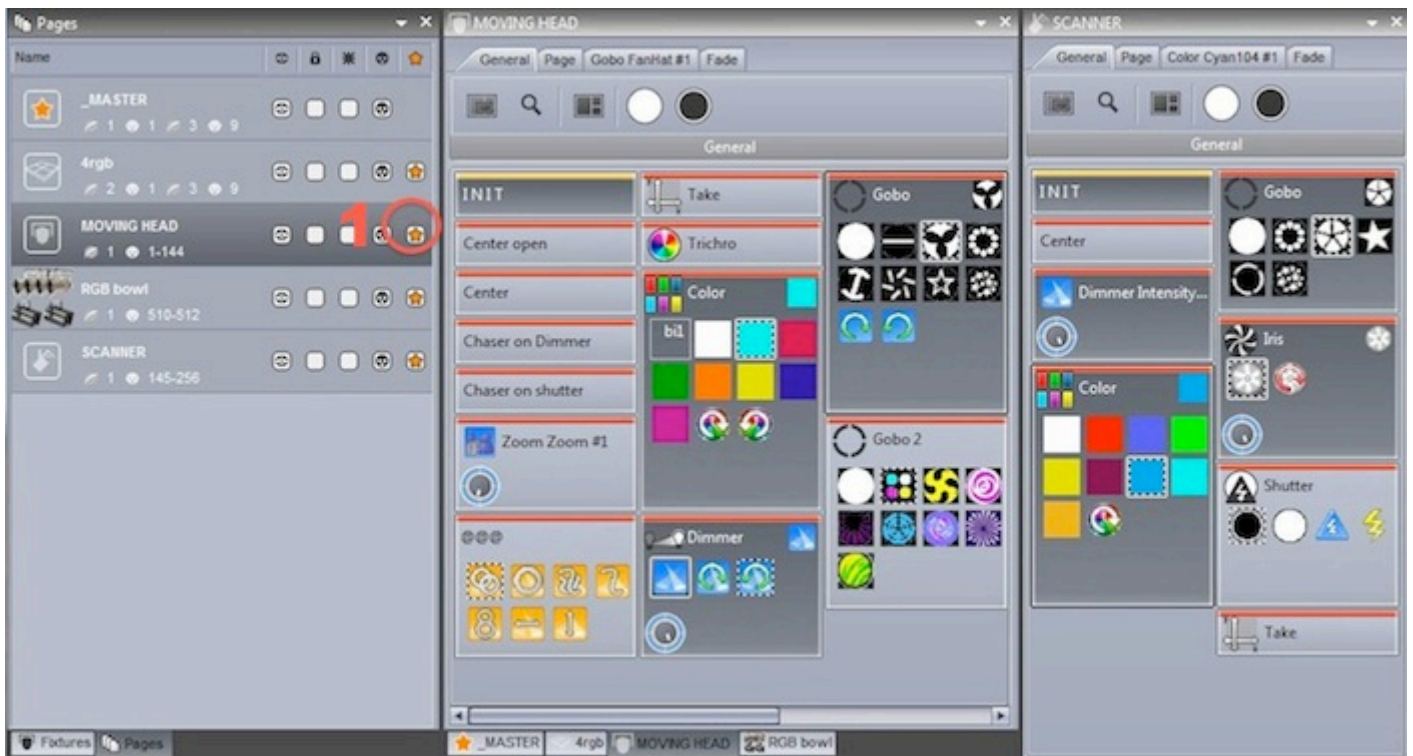 Pages
Name
_MASTER
1 1 3 9
4rgb
2 1 3 9
MOVING HEAD
1 1-144
1
RGB bowl
1 510-512
SCANNER
1 145-256
Fixtures Pages
MOVING HEAD
General Page Gobo FanHat #1 Fade
General
INIT
Center open
Center
Chaser on Dimmer
Chaser on shutter
Zoom Zoom #1
@@@
Take
Trichro
Color
bi1
Dimmer
Gobo
Gobo 2
_MASTER 4rgb MOVING HEAD RGB bowl
SCANNER
General Page Color Cyan104 #1 Fade
General
INIT
Center
Dimmer Intensity...
Color
Gobo
Iris
Shutter
Take